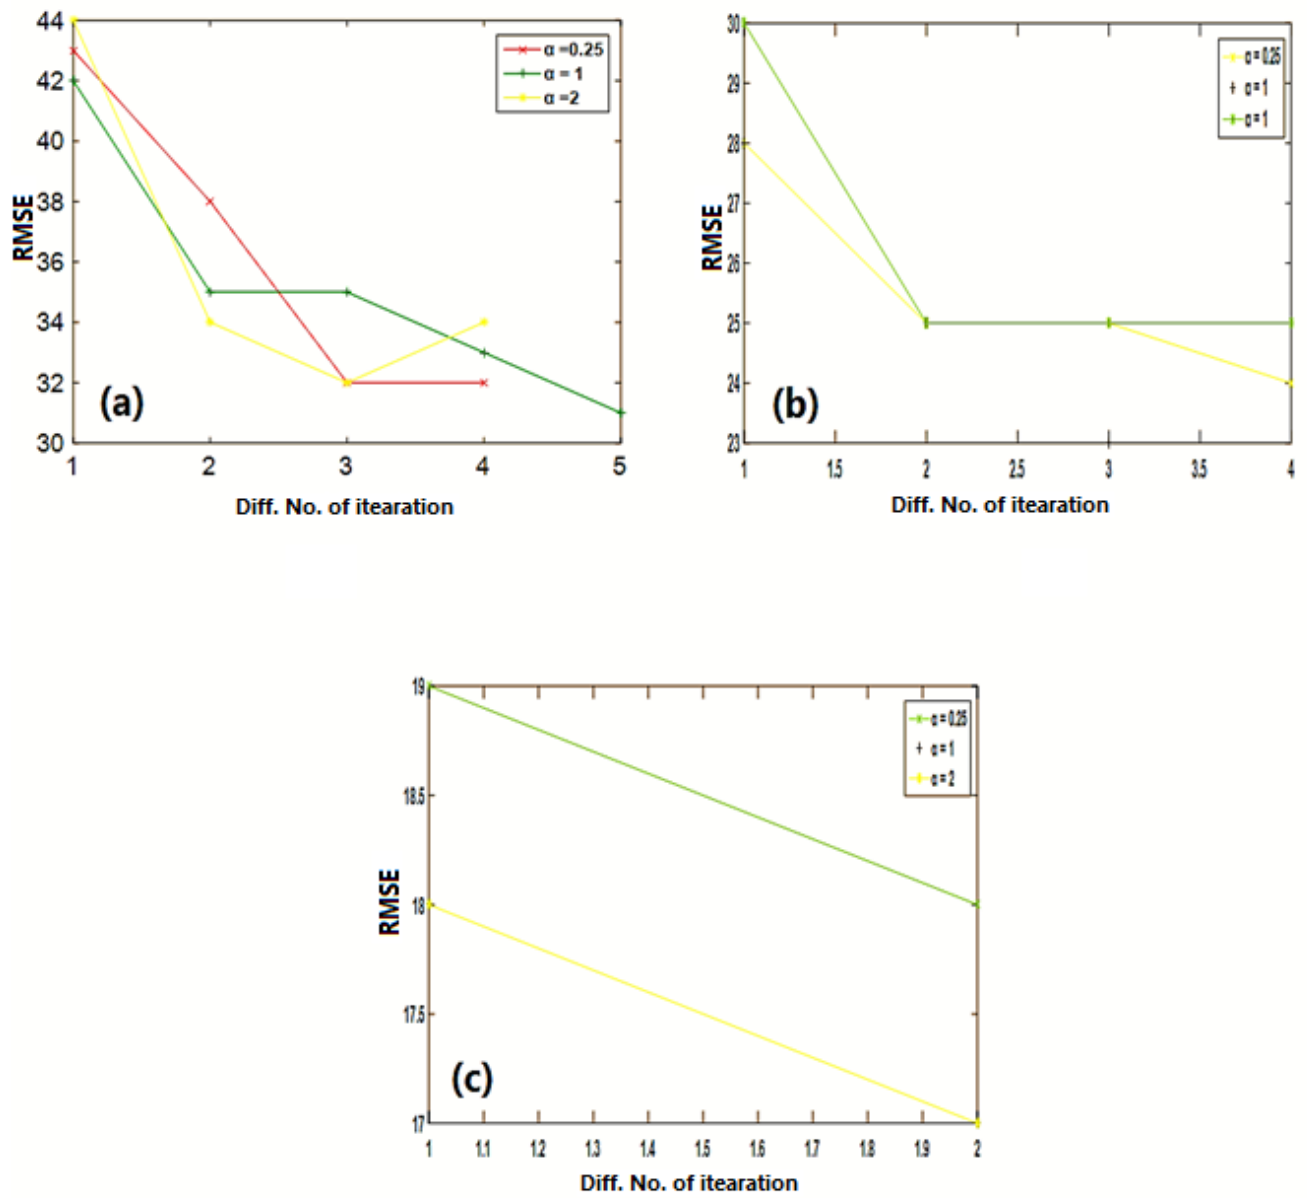 44
42
40
38
36
34
32
30
RMSE
α =0.25
α = 1
α =2
(a)
1 2 3 4 5
Diff. No. of itearation
30
29
28
27
26
25
24
23
RMSE
α = 0.25
α = 1
α = 1
(b)
1 1.5 2 2.5 3 3.5 4
Diff. No. of itearation
19
18.5
18
17.5
17
RMSE
α = 0.25
α = 1
α = 2
(c)
1 1.1 1.2 1.3 1.4 1.5 1.6 1.7 1.8 1.9 2
Diff. No. of itearation